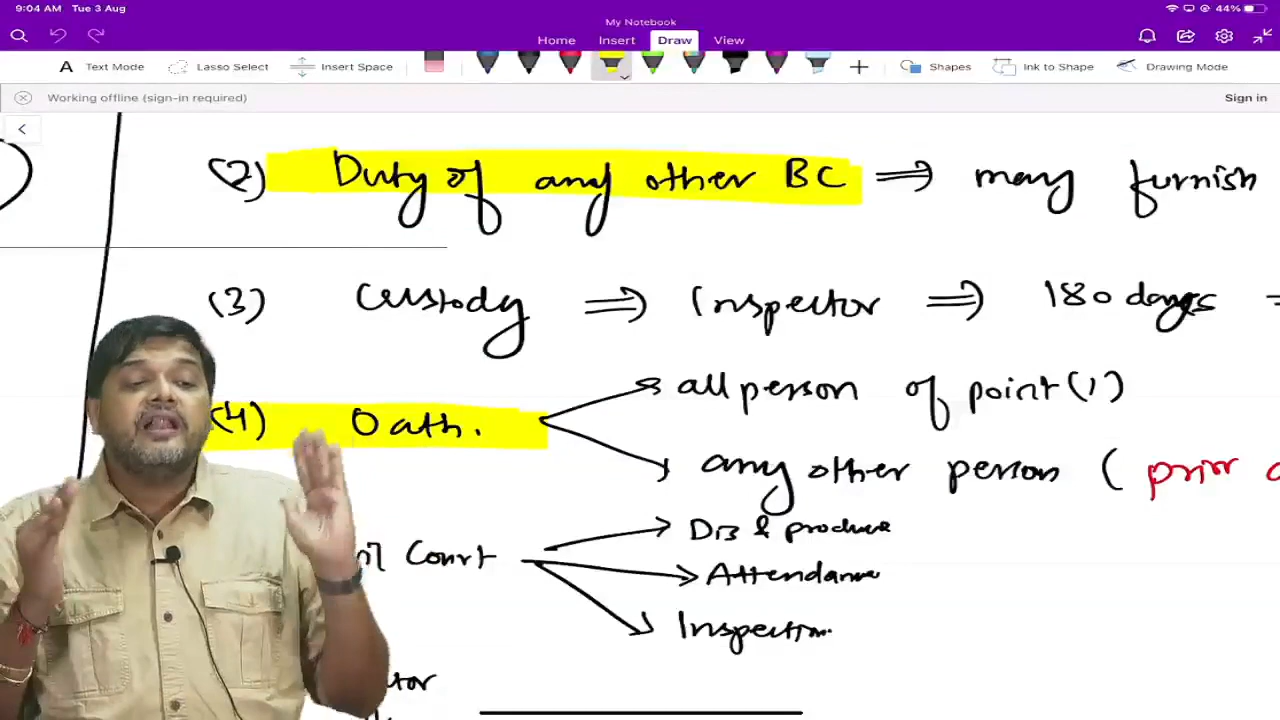 9:04 AM Tue 3 Aug
44%
My Notebook
Home Insert Draw View
Text Mode Lasso Select Insert Space Shapes Ink to Shape Drawing Mode
Working offline (sign-in required) Sign in
(2) Duty of any other BC ⇒ may furnish
(3) Custody ⇒ Inspector ⇒ 180 days
(4) Oath. all person of point (1)
any other person ( prior
Dis & produce
Court
Attendance
Inspection